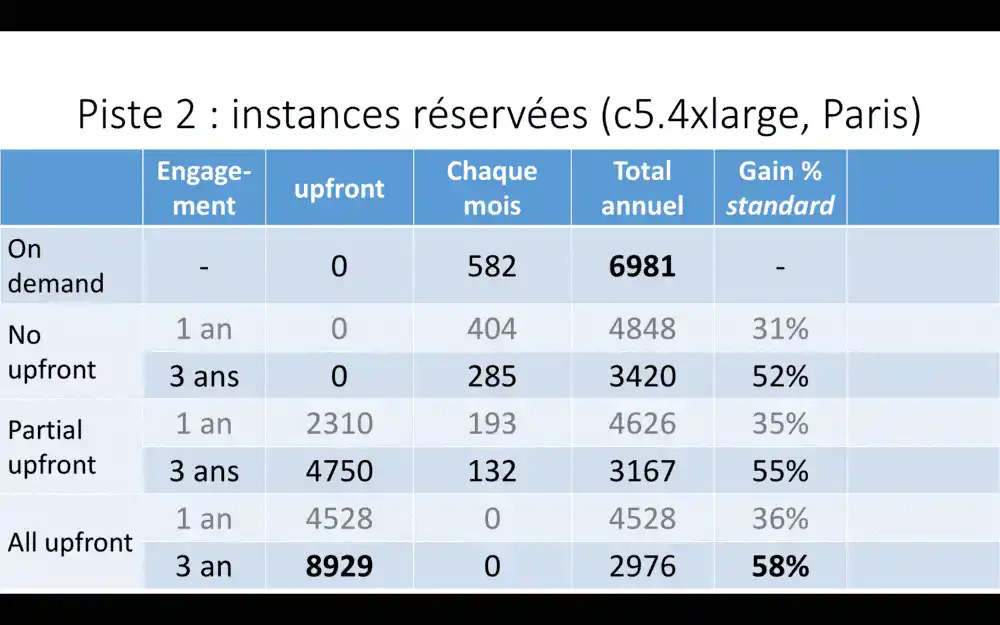 Piste 2 : instances réservées (c5.4xlarge, Paris)
Engage-
ment
upfront
Chaque
mois
Total
annuel
Gain %
standard
On
demand
- 0 582 6981 -
No
upfront
1 an 0 404 4848 31%
3 ans 0 285 3420 52%
Partial
upfront
1 an 2310 193 4626 35%
3 ans 4750 132 3167 55%
All upfront
1 an 4528 0 4528 36%
3 an 8929 0 2976 58%